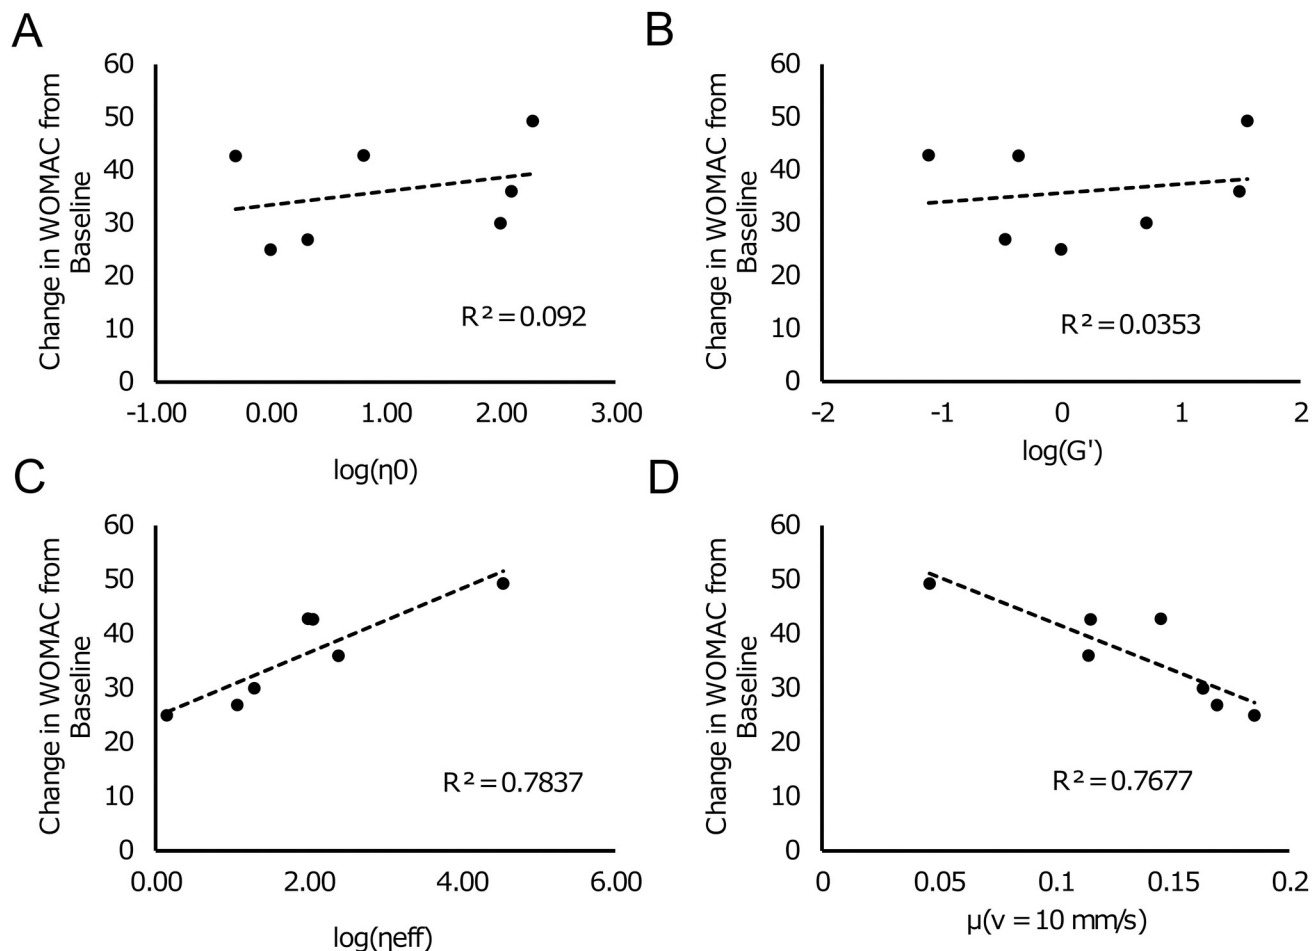 A
Change in WOMAC from
Baseline
60
50
40
30
20
10
0
R² = 0.092
-1.00
0.00
1.00
2.00
3.00
log(η0)
B
Change in WOMAC from
Baseline
60
50
40
30
20
10
0
R² = 0.0353
-2
-1
0
1
2
log(G')
C
Change in WOMAC from
Baseline
60
50
40
30
20
10
0
R² = 0.7837
0.00
2.00
4.00
6.00
log(ηeff)
D
Change in WOMAC from
Baseline
60
50
40
30
20
10
0
R² = 0.7677
0
0.05
0.1
0.15
0.2
μ(v = 10 mm/s)